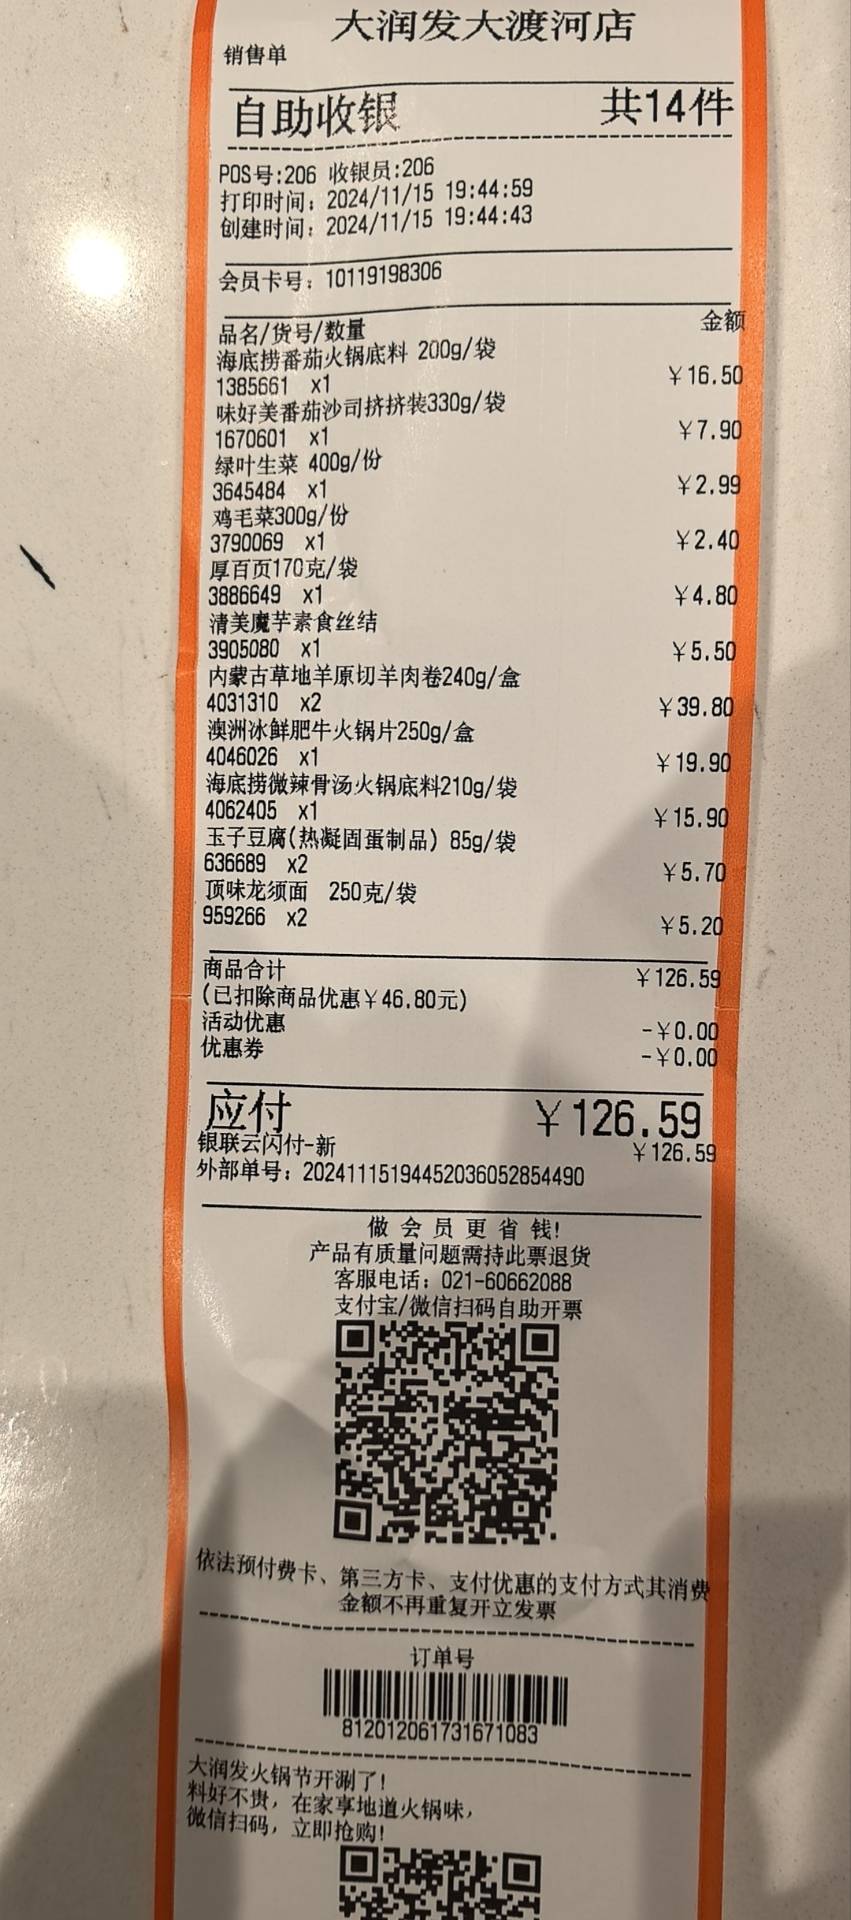 大润发大渡河店
销售单
自助收银 共14件
POS号:206 收银员:206
打印时间: 2024/11/15 19:44:59
创建时间: 2024/11/15 19:44:43
会员卡号: 10119198306
品名/货号/数量 金额
海底捞番茄火锅底料 200g/袋
1385661 x1 ￥16.50
味好美番茄沙司挤挤装330g/袋
1670601 x1 ￥7.90
绿叶生菜 400g/份
3645484 x1 ￥2.99
鸡毛菜300g/份
3790069 x1 ￥2.40
厚百页170克/袋
3886649 x1 ￥4.80
清美魔芋素食丝结
3905080 x1 ￥5.50
内蒙古草地羊原切羊肉卷240g/盒
4031310 x2 ￥39.80
澳洲冰鲜肥牛火锅片250g/盒
4046026 x1 ￥19.90
海底捞微辣骨汤火锅底料210g/袋
4062405 x1 ￥15.90
玉子豆腐(热凝固蛋制品) 85g/袋
636689 x2 ￥5.70
顶味龙须面 250克/袋
959266 x2 ￥5.20
商品合计 ￥126.59
(已扣除商品优惠￥46.80元)
活动优惠 -￥0.00
优惠券 -￥0.00
应付 ￥126.59
银联云闪付-新 ￥126.59
外部单号: 20241115194452036052854490
做会员更省钱!
产品有质量问题需持此票退货
客服电话: 021-60662088
支付宝/微信扫码自助开票
依法预付费卡、第三方卡、支付优惠的支付方式其消费
金额不再重复开立发票
订单号
812012061731671083
大润发火锅节开涮了!
料好不贵, 在家享地道火锅味,
微信扫码, 立即抢购!